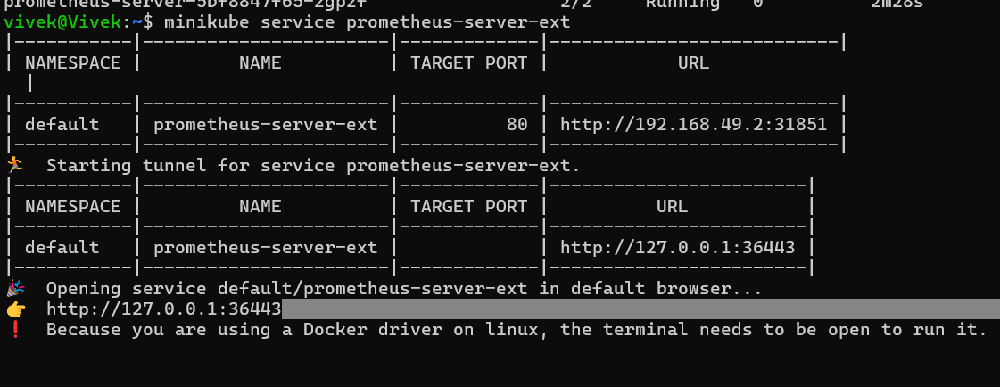 prometheus-server-5bf8847f65-2gp2f 2/2 Running 0 2m28s
vivek@Vivek:~$ minikube service prometheus-server-ext
|-----------|-----------------------|-------------|---------------------------|
| NAMESPACE | NAME | TARGET PORT | URL
|
|-----------|-----------------------|-------------|---------------------------|
| default | prometheus-server-ext | 80 | http://192.168.49.2:31851 |
|-----------|-----------------------|-------------|---------------------------|
🏃 Starting tunnel for service prometheus-server-ext.
|-----------|-----------------------|-------------|------------------------|
| NAMESPACE | NAME | TARGET PORT | URL |
|-----------|-----------------------|-------------|------------------------|
| default | prometheus-server-ext | | http://127.0.0.1:36443 |
|-----------|-----------------------|-------------|------------------------|
🎉 Opening service default/prometheus-server-ext in default browser...
👉 http://127.0.0.1:36443
❗ Because you are using a Docker driver on linux, the terminal needs to be open to run it.